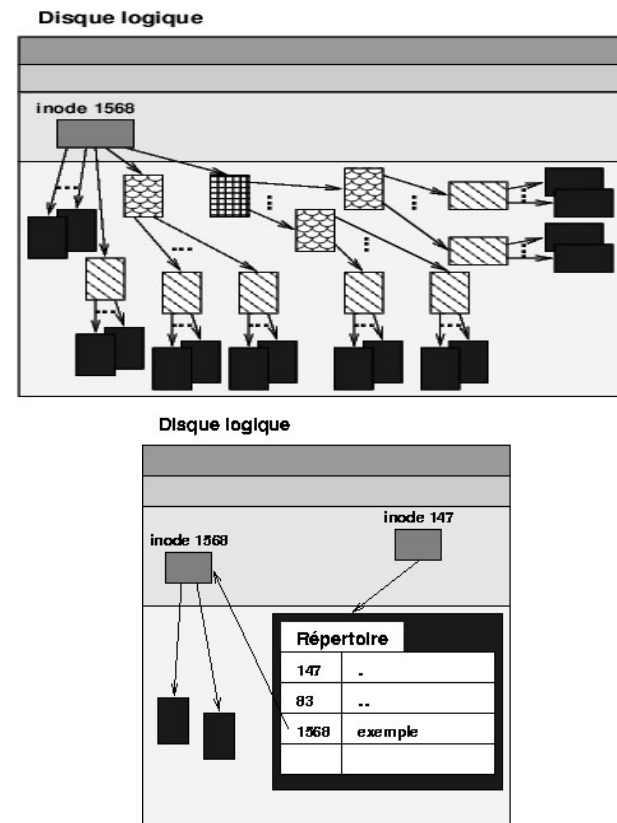 Disque logique
inode 1568
Disque logique
inode 147
inode 1568
Répertoire
147 .
83 ..
1568 exemple